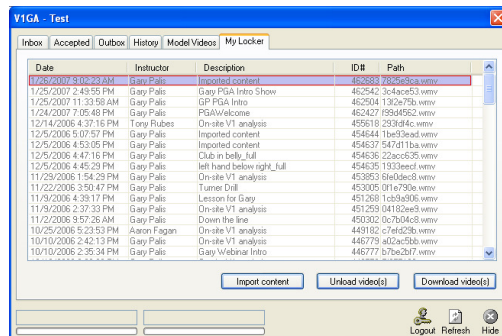 V1GA - Test
Inbox Accepted Outbox History Model Videos My Locker
Date Instructor Description ID# Path
1/26/2007 9:02:23 AM Gary Palis Imported content 462683 7825e9ca.wmv
1/25/2007 2:49:55 PM Gary Palis Gary PGA Intro Show 462542 3c4ace53.wmv
1/25/2007 11:33:58 AM Gary Palis GP PGA Intro 462504 13f2e75b.wmv
1/24/2007 7:05:48 PM Gary Palis PGAWelcome 462427 f99d4562.wmv
12/14/2006 4:37:16 PM Tony Rubes On-site V1 analysis 455618 293fdf4c.wmv
12/5/2006 5:07:57 PM Gary Palis Imported content 454644 1be93ead.wmv
12/5/2006 4:53:05 PM Gary Palis Imported content 454637 547d11ba.wmv
12/5/2006 4:47:16 PM Gary Palis Club in belly_full 454636 22acc635.wmv
12/5/2006 4:45:29 PM Gary Palis left hand below right_full 454635 1933eecf.wmv
11/29/2006 1:54:29 PM Gary Palis On-site V1 analysis 453853 6fe0dec8.wmv
11/22/2006 3:50:47 PM Gary Palis Turner Drill 453005 0f1e790e.wmv
11/9/2006 4:39:17 PM Gary Palis Lesson for Gary 451268 1cb9a906.wmv
11/9/2006 2:37:33 PM Gary Palis On-site V1 analysis 451259 04182ee9.wmv
11/2/2006 9:57:26 AM Gary Palis Down the line 450302 0c7b04c8.wmv
10/25/2006 5:23:53 PM Aaron Fagan On-site V1 analysis 449182 c7efd29b.wmv
10/10/2006 2:42:13 PM Gary Palis On-site V1 analysis 446779 a02ac5bb.wmv
10/10/2006 2:35:34 PM Gary Palis Gary Webinar Intro 446777 b7be2bf7.wmv
Import content Unload video(s) Download video(s)
Logout Refresh Hide